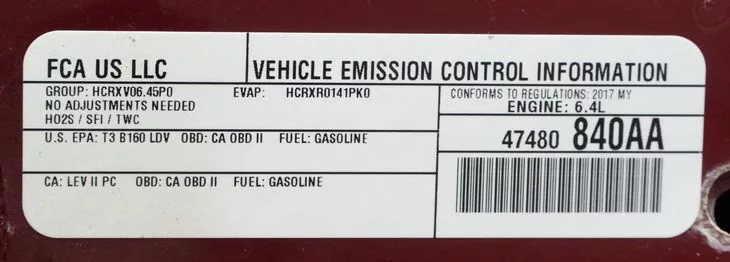 FCA US LLC
VEHICLE EMISSION CONTROL INFORMATION
GROUP: HCRXV06.45P0 EVAP: HCRXR0141PK0
NO ADJUSTMENTS NEEDED
HO2S / SFI / TWC
CONFORMS TO REGULATIONS: 2017 MY
ENGINE: 6.4L
U.S. EPA: T3 B160 LDV OBD: CA OBD II FUEL: GASOLINE
47480 840AA
CA: LEV II PC OBD: CA OBD II FUEL: GASOLINE